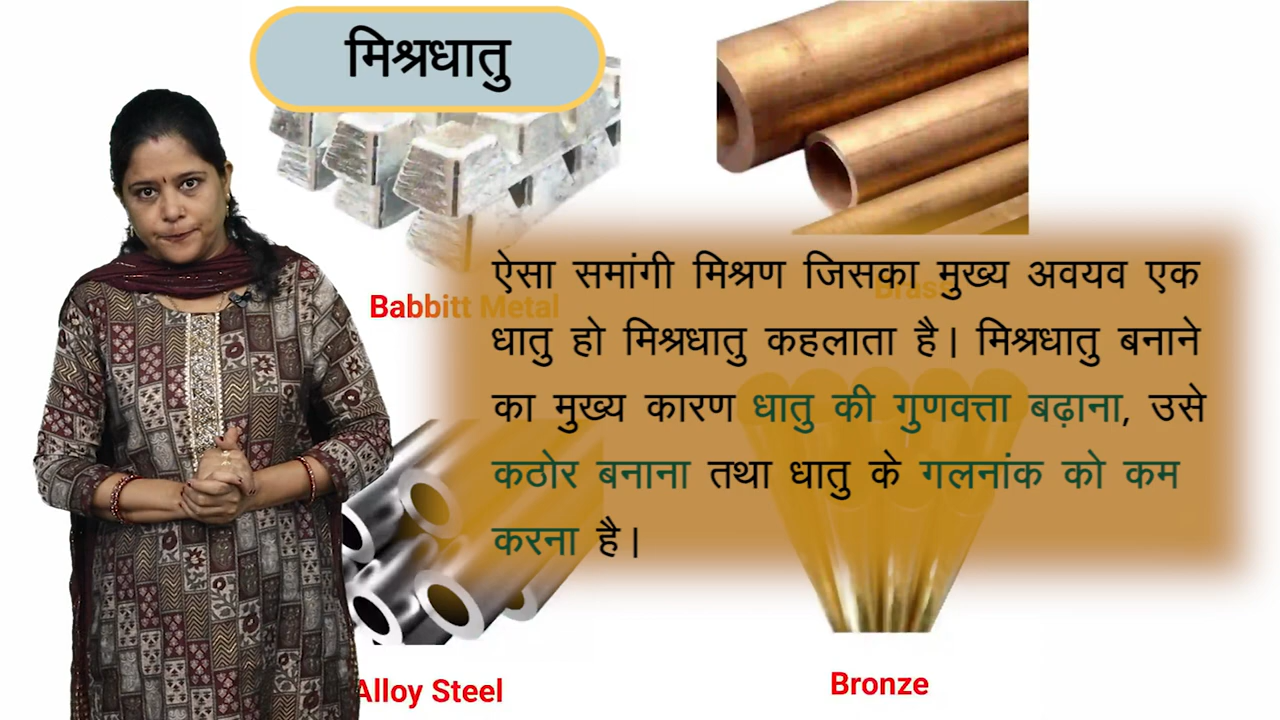 मिश्रधातु
Babbitt Metal
Brass
ऐसा समांगी मिश्रण जिसका मुख्य अवयव एक
धातु हो मिश्रधातु कहलाता है। मिश्रधातु बनाने
का मुख्य कारण धातु की गुणवत्ता बढ़ाना, उसे
कठोर बनाना तथा धातु के गलनांक को कम
करना है।
Alloy Steel
Bronze